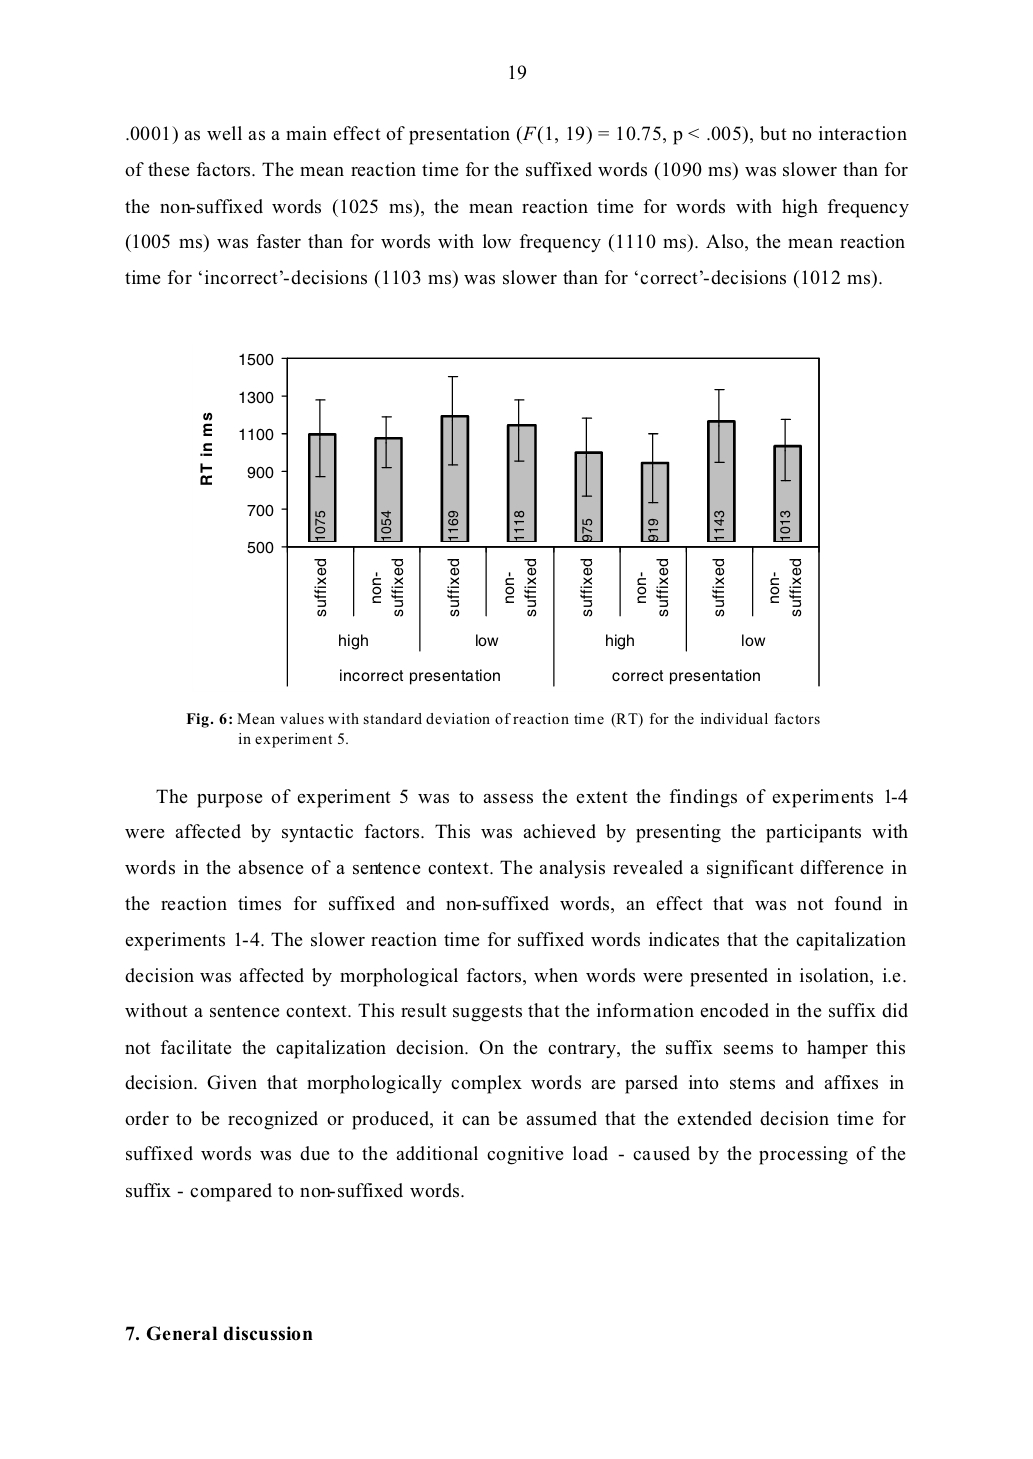 19
.0001) as well as a main effect of presentation (F(1, 19) = 10.75, p < .005), but no interaction
of these factors. The mean reaction time for the suffixed words (1090 ms) was slower than for
the non-suffixed words (1025 ms), the mean reaction time for words with high frequency
(1005 ms) was faster than for words with low frequency (1110 ms). Also, the mean reaction
time for ‘incorrect’-decisions (1103 ms) was slower than for ‘correct’-decisions (1012 ms).
RT in ms
1500
1300
1100
900
700
500
1075 1054 1169 1118 975 919 1143 1013
suffixed non-suffixed suffixed non-suffixed suffixed non-suffixed suffixed non-suffixed
high low high low
incorrect presentation correct presentation
Fig. 6: Mean values with standard deviation of reaction time (RT) for the individual factors
in experiment 5.
The purpose of experiment 5 was to assess the extent the findings of experiments 1-4
were affected by syntactic factors. This was achieved by presenting the participants with
words in the absence of a sentence context. The analysis revealed a significant difference in
the reaction times for suffixed and non-suffixed words, an effect that was not found in
experiments 1-4. The slower reaction time for suffixed words indicates that the capitalization
decision was affected by morphological factors, when words were presented in isolation, i.e.
without a sentence context. This result suggests that the information encoded in the suffix did
not facilitate the capitalization decision. On the contrary, the suffix seems to hamper this
decision. Given that morphologically complex words are parsed into stems and affixes in
order to be recognized or produced, it can be assumed that the extended decision time for
suffixed words was due to the additional cognitive load - caused by the processing of the
suffix - compared to non-suffixed words.
7. General discussion